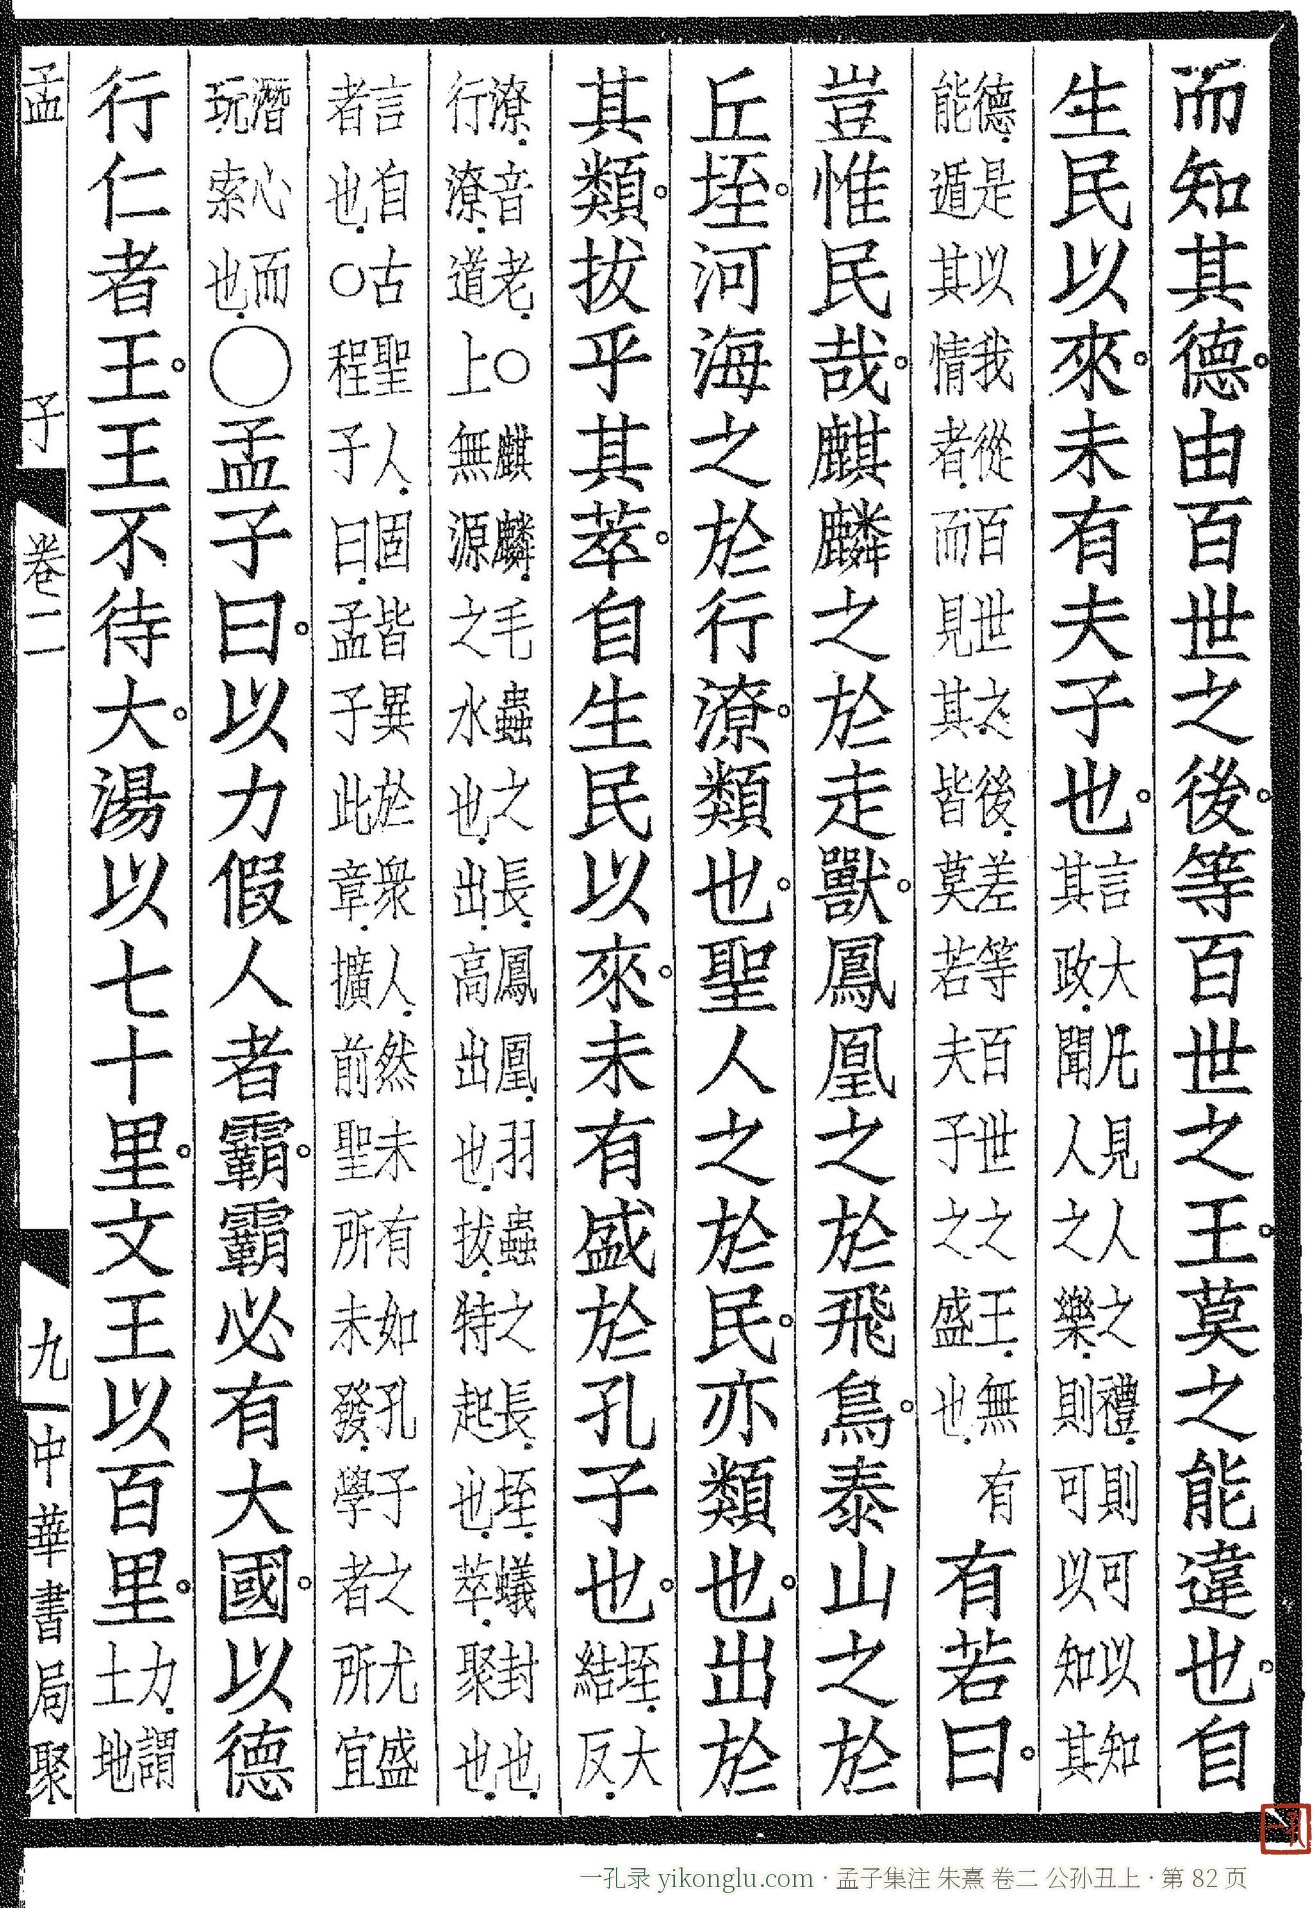 而知其德由百世之後等百世之王莫之能違也自
生民以來未有夫子也言大凡見人之禮則可以知其政聞人之樂則可以知其
德是以我從百世之後差等百世之王無有能遁其情者而見其皆莫若夫子之盛也有若曰
豈惟民哉麒麟之於走獸鳳凰之於飛鳥泰山之於
丘垤河海之於行潦類也聖人之於民亦類也出於
其類拔乎其萃自生民以來未有盛於孔子也垤大結反
潦音老○麒麟毛蟲之長鳳凰羽蟲之長垤蟻封也行潦道上無源之水也出高出也拔特起也萃聚也
言自古聖人固皆異於衆人然未有如孔子之尤盛者也○程子曰孟子此章擴前聖所未發學者所宜
潛心而玩索也○孟子曰以力假人者霸霸必有大國以德
行仁者王王不待大湯以七十里文王以百里力謂土地
孟子 卷二 九 中華書局聚
一孔录 yikonglu.com · 孟子集注 朱熹 卷二 公孙丑上 · 第 82 页